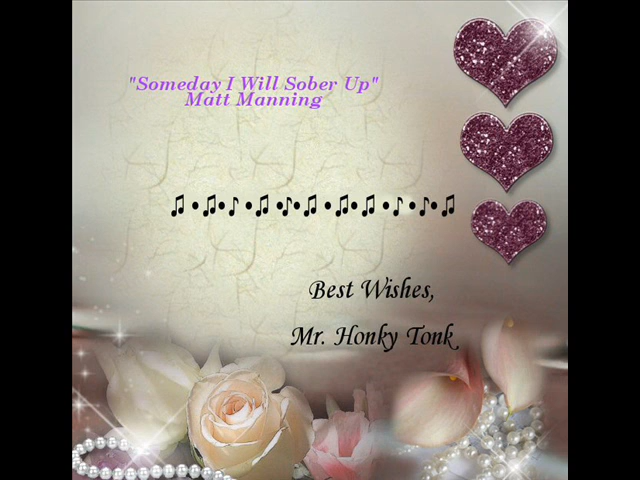 "Someday I Will Sober Up"
Matt Manning
♫ •♫•♪ •♫ •♪•♫ •♫•♫ •♪ •♪•♫
Best Wishes,
Mr. Honky Tonk